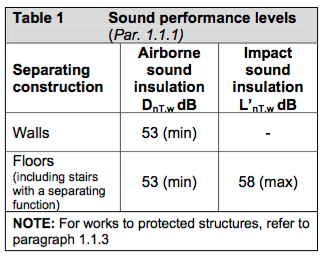 Table 1 Sound performance levels
(Par. 1.1.1)
Separating construction
Airborne sound insulation DnT,w dB
Impact sound insulation L'nT,w dB
Walls 53 (min) -
Floors
(including stairs with a separating function)
53 (min) 58 (max)
NOTE: For works to protected structures, refer to
paragraph 1.1.3